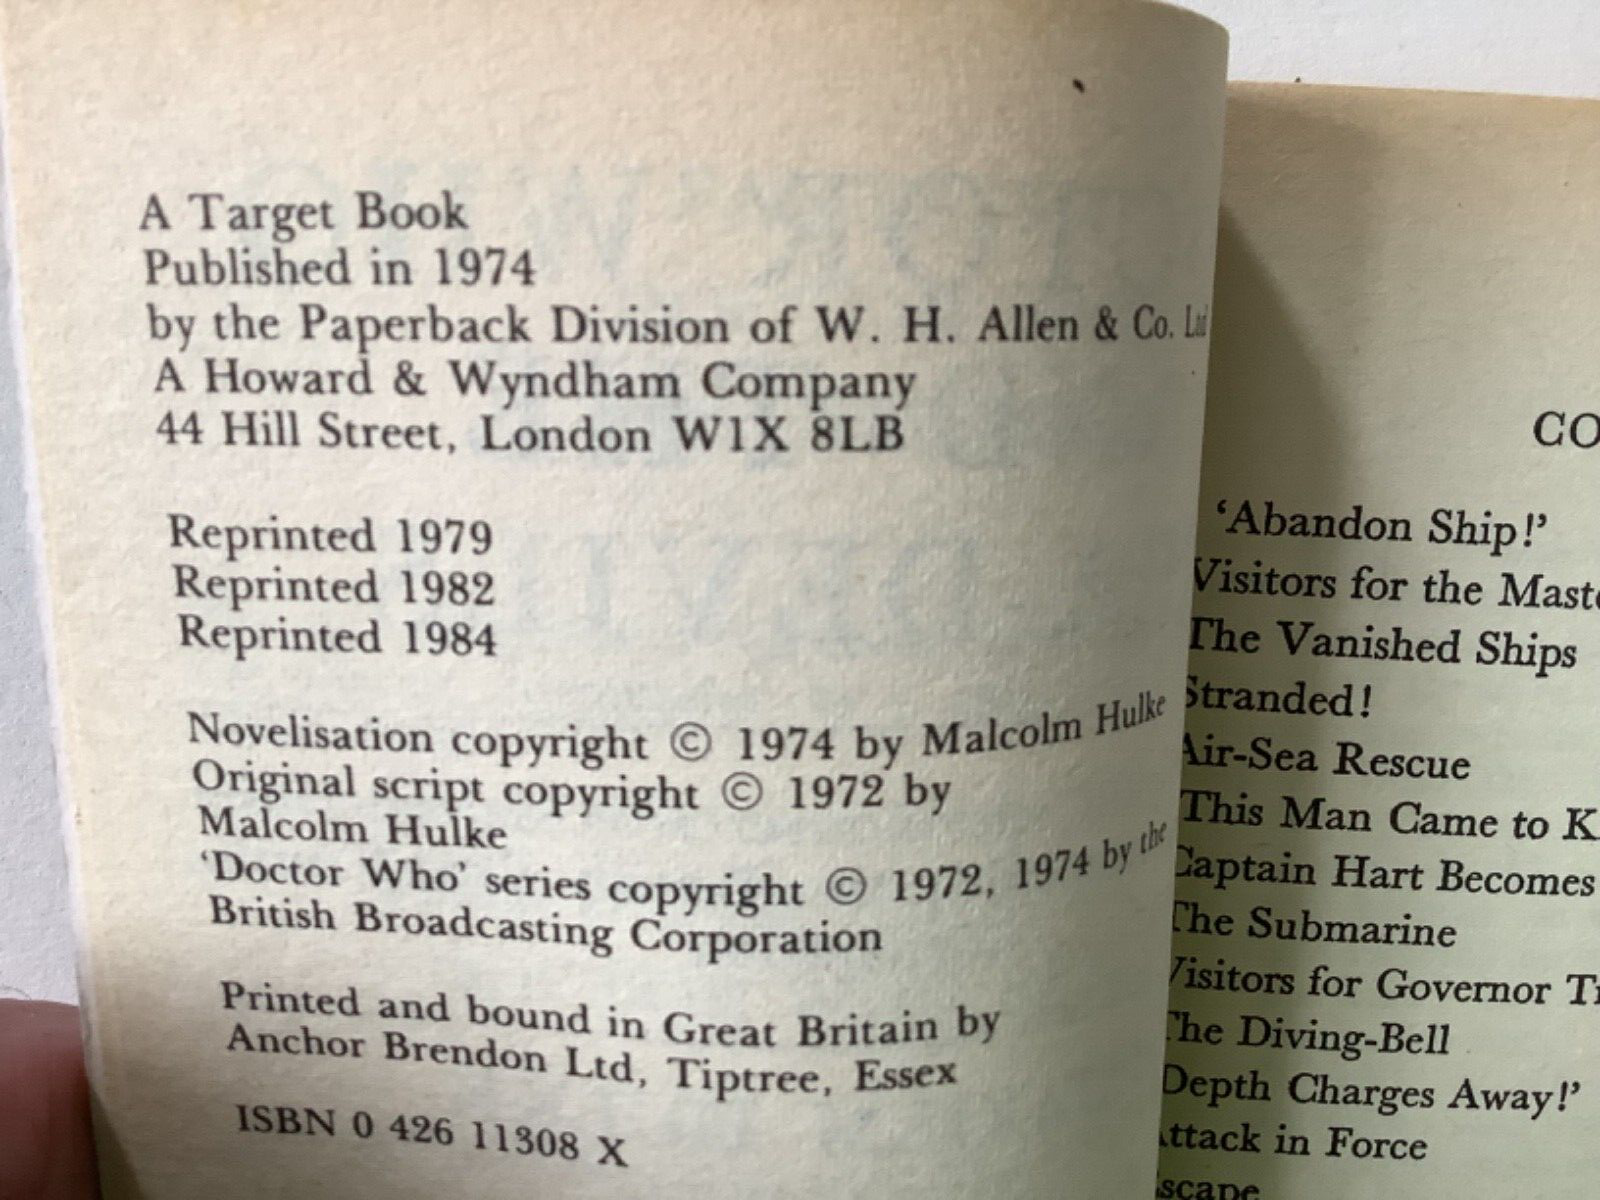 A Target Book
Published in 1974
by the Paperback Division of W. H. Allen & Co. Ltd
A Howard & Wyndham Company
44 Hill Street, London W1X 8LB
Reprinted 1979
Reprinted 1982
Reprinted 1984
Novelisation copyright © 1974 by Malcolm Hulke
Original script copyright © 1972 by
Malcolm Hulke
‘Doctor Who’ series copyright © 1972, 1974 by the
British Broadcasting Corporation
Printed and bound in Great Britain by
Anchor Brendon Ltd, Tiptree, Essex
ISBN 0 426 11308 X
CO
‘Abandon Ship!’
Visitors for the Maste
The Vanished Ships
Stranded!
Air-Sea Rescue
This Man Came to K
Captain Hart Becomes
The Submarine
Visitors for Governor Tr
The Diving-Bell
Depth Charges Away!’
Attack in Force
scape